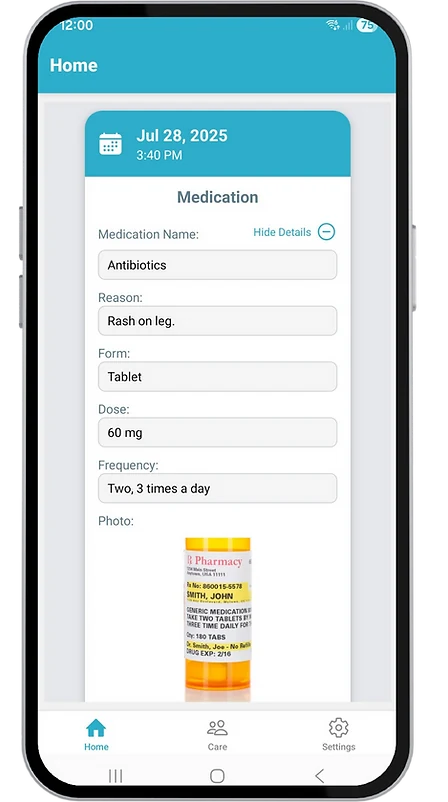 12:00
75
Home
Jul 28, 2025
3:40 PM
Medication
Medication Name:
Hide Details
Antibiotics
Reason:
Rash on leg.
Form:
Tablet
Dose:
60 mg
Frequency:
Two, 3 times a day
Photo:
Pharmacy
Rx No: 860015-5578
SMITH, JOHN
GENERIC MEDICATION
TAKE TWO TABLETS BY
THREE TIME DAILY FOR
Qty: 180 TABS
Dr. Smith, Joe - No Refills
DRUG EXP: 2/16
Home
Care
Settings